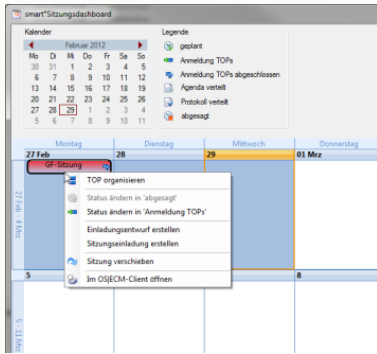 smart*Sitzungsdashboard
Kalender
Februar 2012
Mo Di Mi Do Fr Sa So
30 31 1 2 3 4 5
6 7 8 9 10 11 12
13 14 15 16 17 18 19
20 21 22 23 24 25 26
27 28 29 1 2 3 4
5 6 7 8 9 10 11
Legende
geplant
Anmeldung TOPs
Anmeldung TOPs abgeschlossen
Agenda verteilt
Protokoll verteilt
abgesagt
Montag Dienstag Mittwoch Donnerstag
27 Feb 28 29 01 Mrz
GF-Sitzung
27 Feb - 4 Mrz
TOP organisieren
Status ändern in 'abgesagt'
Status ändern in 'Anmeldung TOPs'
Einladungsentwurf erstellen
Sitzungseinladung erstellen
Sitzung verschieben
Im OS|ECM-Client öffnen
5 8
5 - 11 Mrz